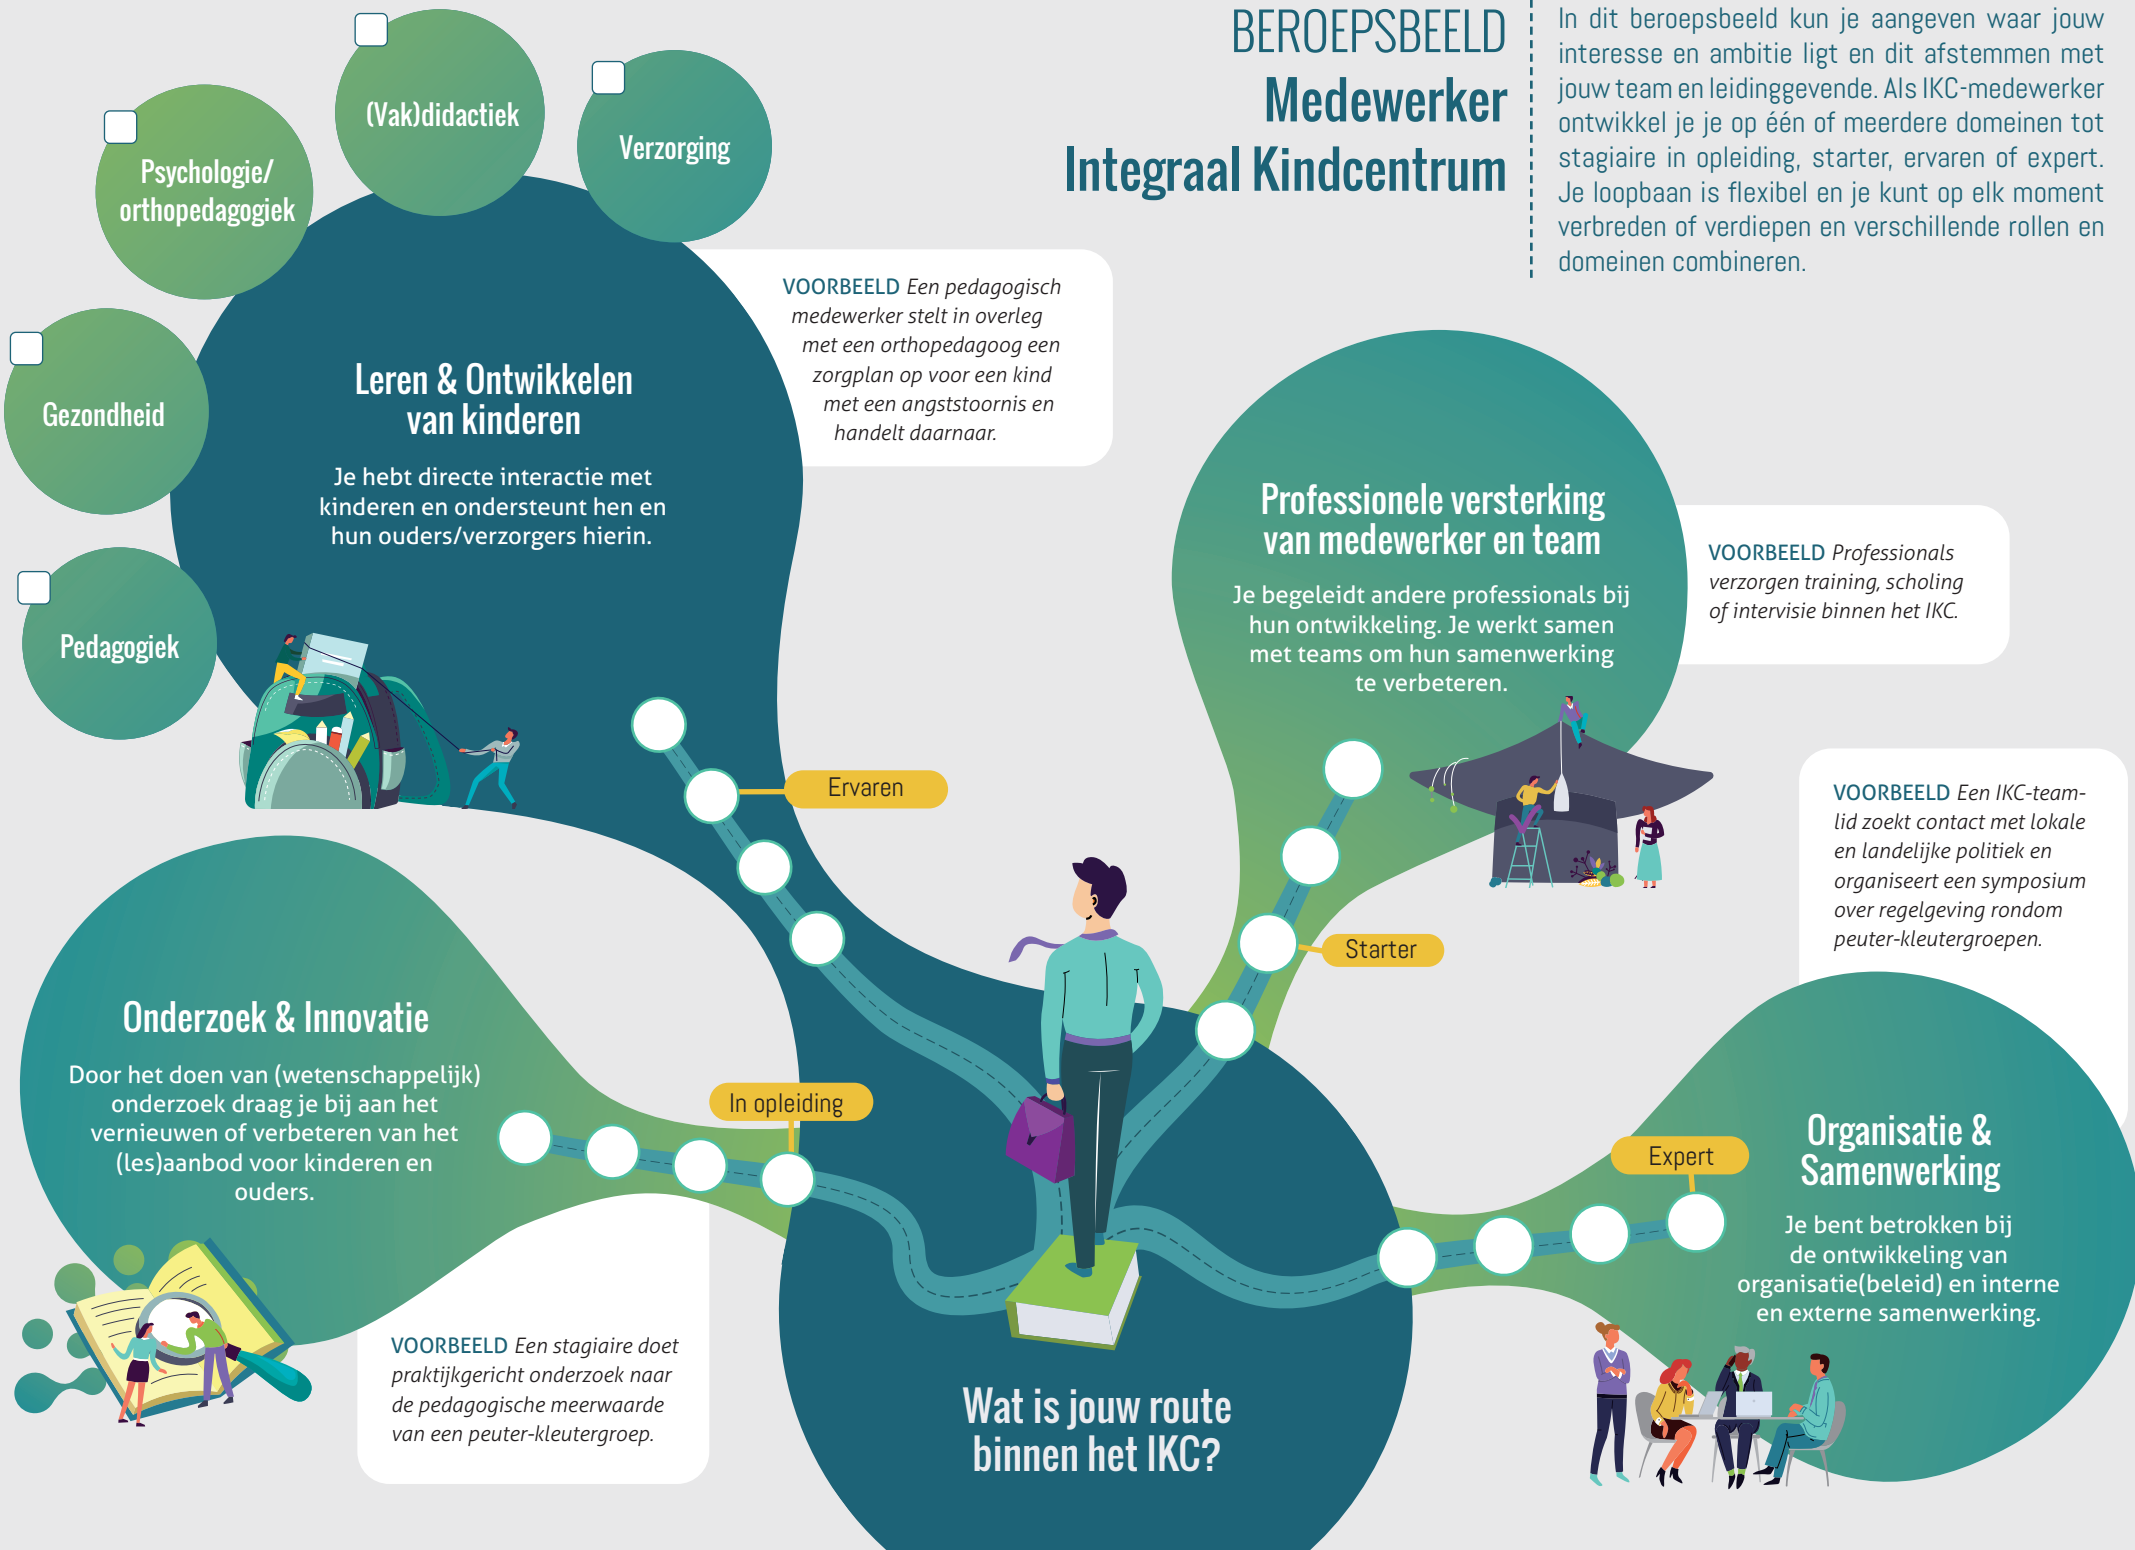 BEROEPSBEELD
Medewerker
Integraal Kindcentrum
In dit beroepsbeeld kun je aangeven waar jouw
interesse en ambitie ligt en dit afstemmen met
jouw team en leidinggevende. Als IKC-medewerker
ontwikkel je je op één of meerdere domeinen tot
stagiaire in opleiding, starter, ervaren of expert.
Je loopbaan is flexibel en je kunt op elk moment
verbreden of verdiepen en verschillende rollen en
domeinen combineren.
(Vak)didactiek
Verzorging
Psychologie/
orthopedagogiek
Gezondheid
Pedagogiek
Leren & Ontwikkelen
van kinderen
Je hebt directe interactie met
kinderen en ondersteunt hen en
hun ouders/verzorgers hierin.
VOORBEELD Een pedagogisch
medewerker stelt in overleg
met een orthopedagoog een
zorgplan op voor een kind
met een angststoornis en
handelt daarnaar.
Professionele versterking
van medewerker en team
Je begeleidt andere professionals bij
hun ontwikkeling. Je werkt samen
met teams om hun samenwerking
te verbeteren.
VOORBEELD Professionals
verzorgen training, scholing
of intervisie binnen het IKC.
Ervaren
Starter
VOORBEELD Een IKC-team-
lid zoekt contact met lokale
en landelijke politiek en
organiseert een symposium
over regelgeving rondom
peuter-kleutergroepen.
Onderzoek & Innovatie
Door het doen van (wetenschappelijk)
onderzoek draag je bij aan het
vernieuwen of verbeteren van het
(les)aanbod voor kinderen en
ouders.
In opleiding
Expert
Organisatie &
Samenwerking
Je bent betrokken bij
de ontwikkeling van
organisatie(beleid) en interne
en externe samenwerking.
VOORBEELD Een stagiaire doet
praktijkgericht onderzoek naar
de pedagogische meerwaarde
van een peuter-kleutergroep.
Wat is jouw route
binnen het IKC?